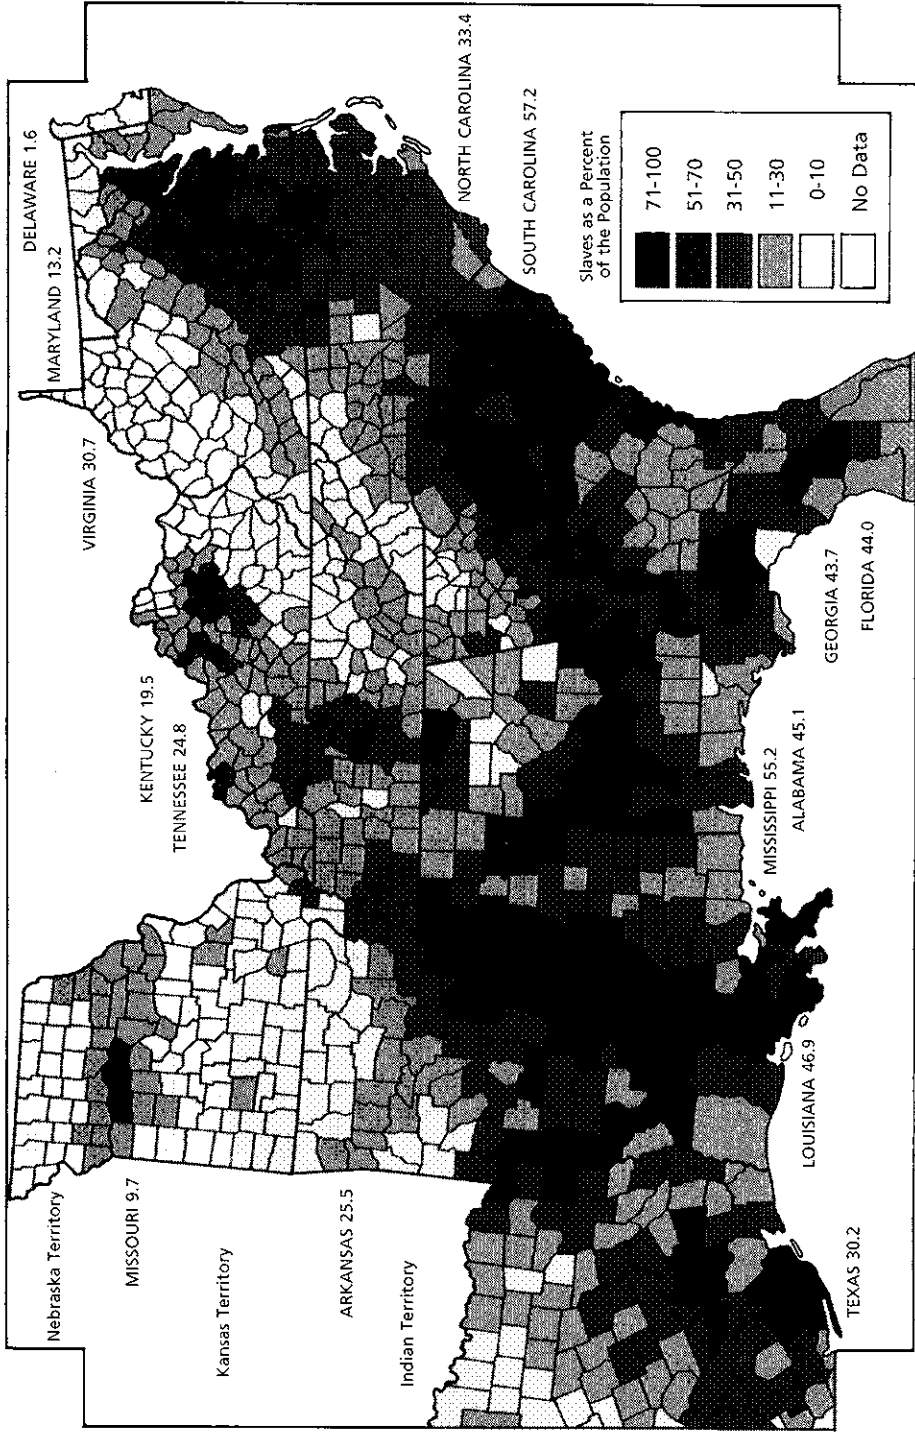 DELAWARE 1.6
MARYLAND 13.2
VIRGINIA 30.7
KENTUCKY 19.5
TENNESSEE 24.8
NORTH CAROLINA 33.4
SOUTH CAROLINA 57.2
Nebraska Territory
MISSOURI 9.7
Kansas Territory
ARKANSAS 25.5
Indian Territory
TEXAS 30.2
LOUISIANA 46.9
MISSISSIPPI 55.2
ALABAMA 45.1
GEORGIA 43.7
FLORIDA 44.0
Slaves as a Percent
of the Population
71-100
51-70
31-50
11-30
0-10
No Data